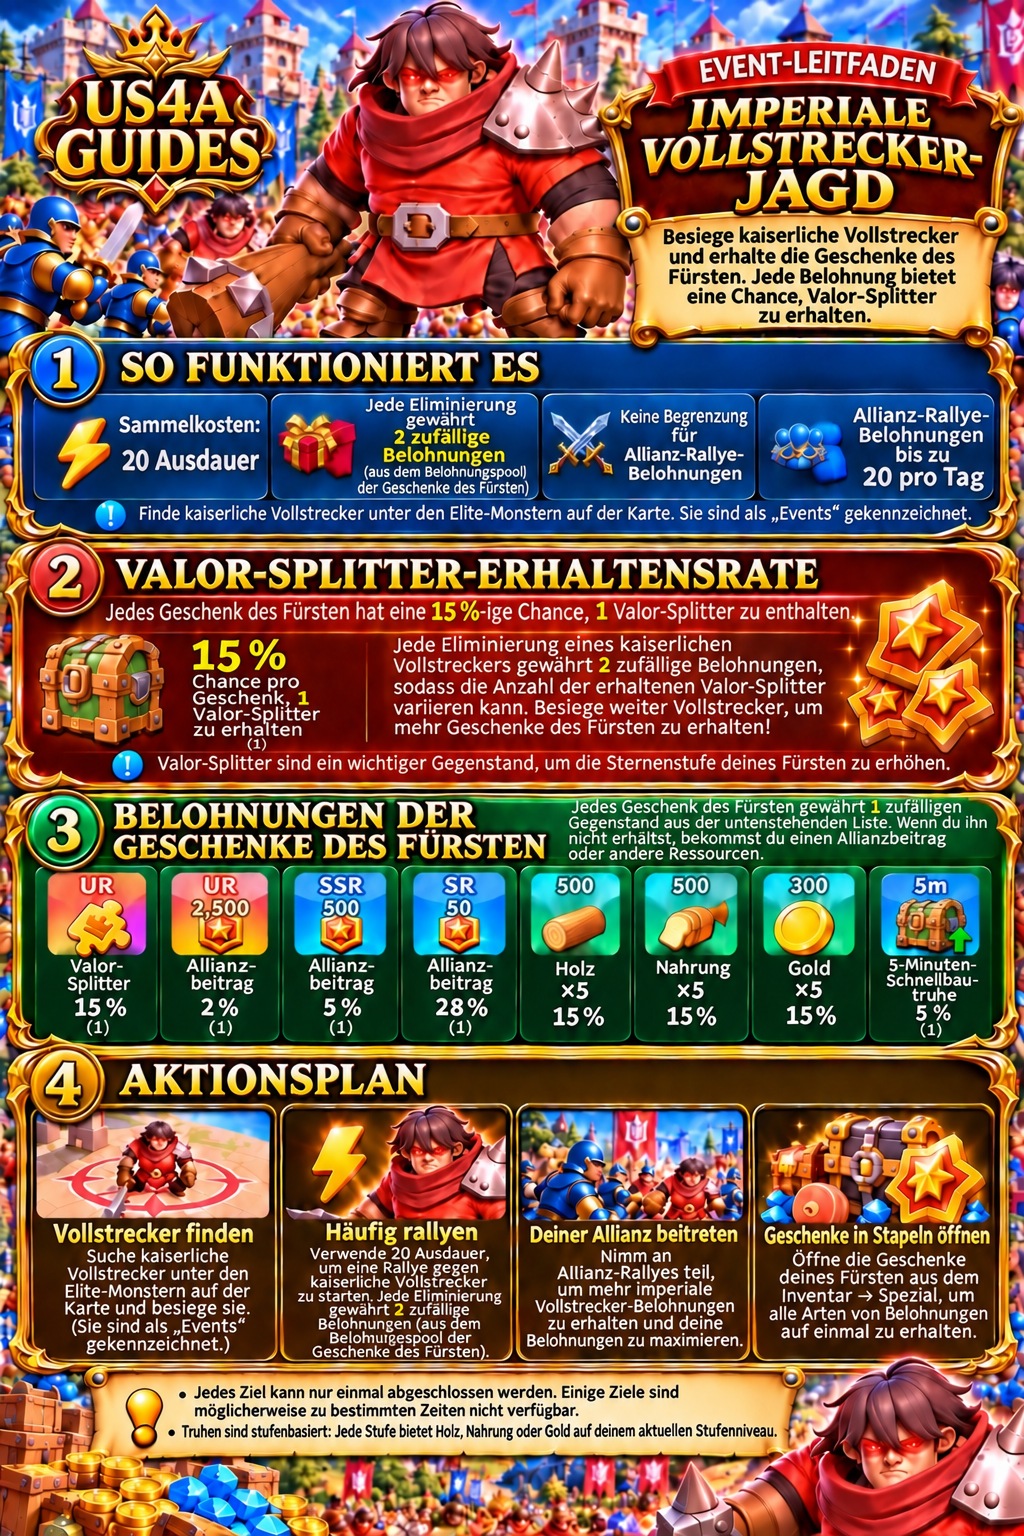 US4A
GUIDES
EVENT-LEITFADEN
IMPERIALE
VOLLSTRECKER-
JAGD
Besiege kaiserliche Vollstrecker
und erhalte die Geschenke des
Fürsten. Jede Belohnung bietet
eine Chance, Valor-Splitter
zu erhalten.
1 SO FUNKTIONIERT ES
Sammelkosten:
20 Ausdauer
Jede Eliminierung
gewährt
2 zufällige
Belohnungen
(aus dem Belohnungspool)
der Geschenke des Fürsten)
Keine Begrenzung
für
Allianz-Rallye-
Belohnungen
Allianz-Rallye-
Belohnungen
bis zu
20 pro Tag
! Finde kaiserliche Vollstrecker unter den Elite-Monstern auf der Karte. Sie sind als „Events“ gekennzeichnet.
2 VALOR-SPLITTER-ERHALTENSRATE
Jedes Geschenk des Fürsten hat eine 15 %-ige Chance, 1 Valor-Splitter zu enthalten.
15 %
Chance pro
Geschenk, 1
Valor-Splitter
zu erhalten
(1)
Jede Eliminierung eines kaiserlichen
Vollstreckers gewährt 2 zufällige Belohnungen,
sodass die Anzahl der erhaltenen Valor-Splitter
variieren kann. Besiege weiter Vollstrecker, um
mehr Geschenke des Fürsten zu erhalten!
! Valor-Splitter sind ein wichtiger Gegenstand, um die Sternenstufe deines Fürsten zu erhöhen.
3 BELOHNUNGEN DER
GESCHENKE DES FÜRSTEN
Jedes Geschenk des Fürsten gewährt 1 zufälligen
Gegenstand aus der untenstehenden Liste. Wenn du ihn
nicht erhältst, bekommst du einen Allianzbeitrag
oder andere Ressourcen.
UR
Valor-
Splitter
15 %
(1)
UR
2,500
Allianz-
beitrag
2 %
(1)
SSR
500
Allianz-
beitrag
5 %
(1)
SR
50
Allianz-
beitrag
28 %
(1)
500
Holz
×5
15 %
500
Nahrung
×5
15 %
300
Gold
×5
15 %
5m
5-Minuten-
Schnellbau-
truhe
5 %
(1)
4 AKTIONSPLAN
Vollstrecker finden
Suche kaiserliche
Vollstrecker unter den
Elite-Monstern auf der
Karte und besiege sie.
(Sie sind als „Events“
gekennzeichnet.)
Häufig rallyen
Verwende 20 Ausdauer,
um eine Rallye gegen
kaiserliche Vollstrecker
zu starten. Jede Eliminierung
gewährt 2 zufällige
Belohnungen (aus dem
Belohuigespool der
Geschenke des Fürsten).
Deiner Allianz beitreten
Nimm an
Allianz-Rallyes teil,
um mehr imperiale
Vollstrecker-Belohnungen
zu erhalten und deine
Belohnungen zu maximieren.
Geschenke in Stapeln öffnen
Öffne die Geschenke
deines Fürsten aus dem
Inventar → Spezial, um
alle Arten von Belohnungen
auf einmal zu erhalten.
• Jedes Ziel kann nur einmal abgeschlossen werden. Einige Ziele sind
möglicherweise zu bestimmten Zeiten nicht verfügbar.
• Truhen sind stufenbasiert: Jede Stufe bietet Holz, Nahrung oder Gold auf deinem aktuellen Stufenniveau.